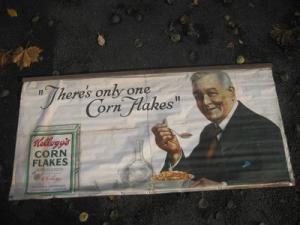 "There's only one
Corn Flakes"
Kellogg's
CORN
FLAKES